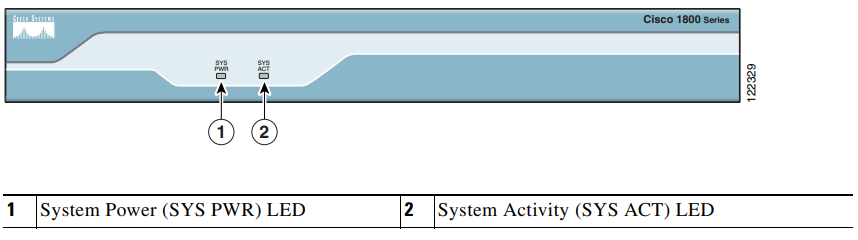 CISCO SYSTEMS
Cisco 1800 Series
SYS PWR
SYS ACT
122329
1 2
1 System Power (SYS PWR) LED 2 System Activity (SYS ACT) LED